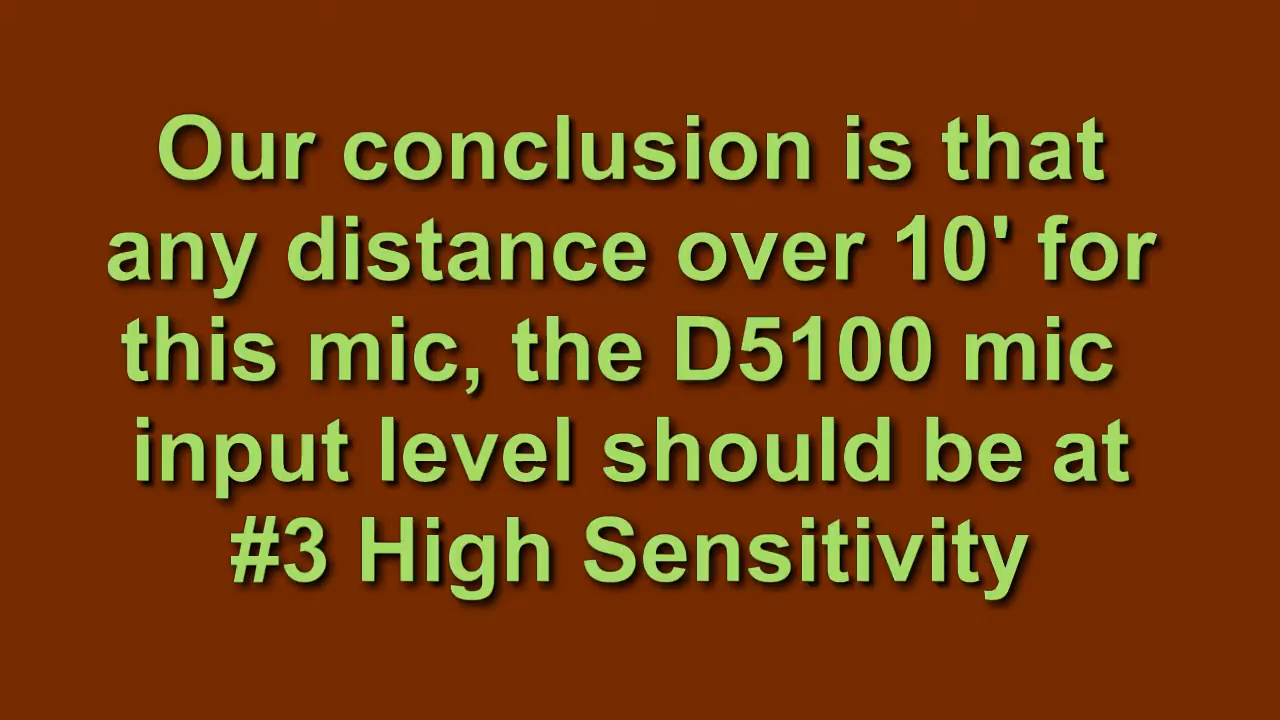 Our conclusion is that
any distance over 10' for
this mic, the D5100 mic
input level should be at
#3 High Sensitivity